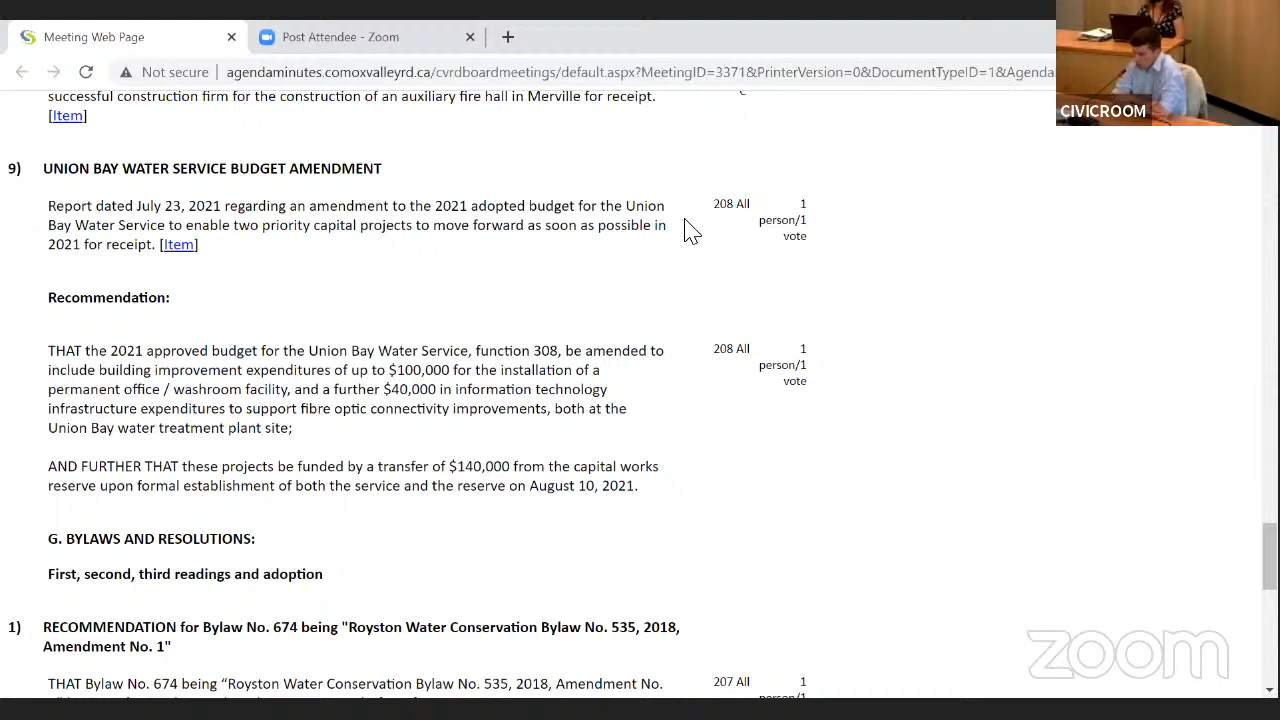 Meeting Web Page
Post Attendee - Zoom
Not secure
agendaminutes.comoxvalleyrd.ca/cvrdboardmeetings/default.aspx?MeetingID=3371&PrinterVersion=0&DocumentTypeID=1&Agenda
CIVICROOM
successful construction firm for the construction of an auxiliary fire hall in Merville for receipt.
[Item]
9) UNION BAY WATER SERVICE BUDGET AMENDMENT
Report dated July 23, 2021 regarding an amendment to the 2021 adopted budget for the Union
Bay Water Service to enable two priority capital projects to move forward as soon as possible in
2021 for receipt. [Item]
208 All 1
person/1
vote
Recommendation:
THAT the 2021 approved budget for the Union Bay Water Service, function 308, be amended to
include building improvement expenditures of up to $100,000 for the installation of a
permanent office / washroom facility, and a further $40,000 in information technology
infrastructure expenditures to support fibre optic connectivity improvements, both at the
Union Bay water treatment plant site;
208 All 1
person/1
vote
AND FURTHER THAT these projects be funded by a transfer of $140,000 from the capital works
reserve upon formal establishment of both the service and the reserve on August 10, 2021.
G. BYLAWS AND RESOLUTIONS:
First, second, third readings and adoption
1) RECOMMENDATION for Bylaw No. 674 being "Royston Water Conservation Bylaw No. 535, 2018,
Amendment No. 1"
THAT Bylaw No. 674 being “Royston Water Conservation Bylaw No. 535, 2018, Amendment No.
207 All 1
person/1
zoom